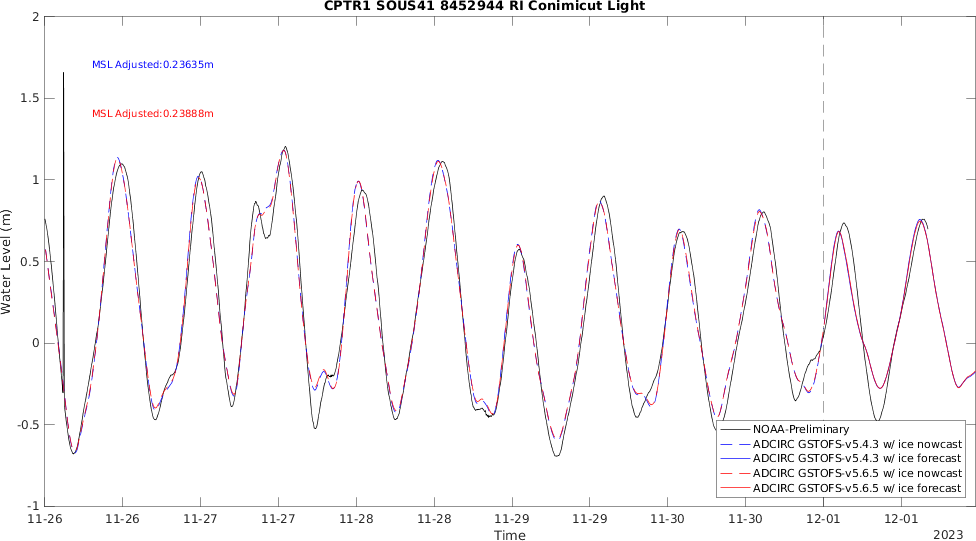 CPTR1 SOUS41 8452944 RI Conimicut Light
2
1.5
1
0.5
0
-0.5
-1
Water Level (m)
MSL Adjusted:0.23635m
MSL Adjusted:0.23888m
NOAA-Preliminary
ADCIRC GSTOFS-v5.4.3 w/ ice nowcast
ADCIRC GSTOFS-v5.4.3 w/ ice forecast
ADCIRC GSTOFS-v5.6.5 w/ ice nowcast
ADCIRC GSTOFS-v5.6.5 w/ ice forecast
11-26 11-26 11-27 11-27 11-28 11-28 11-29 11-29 11-30 11-30 12-01 12-01
Time
2023